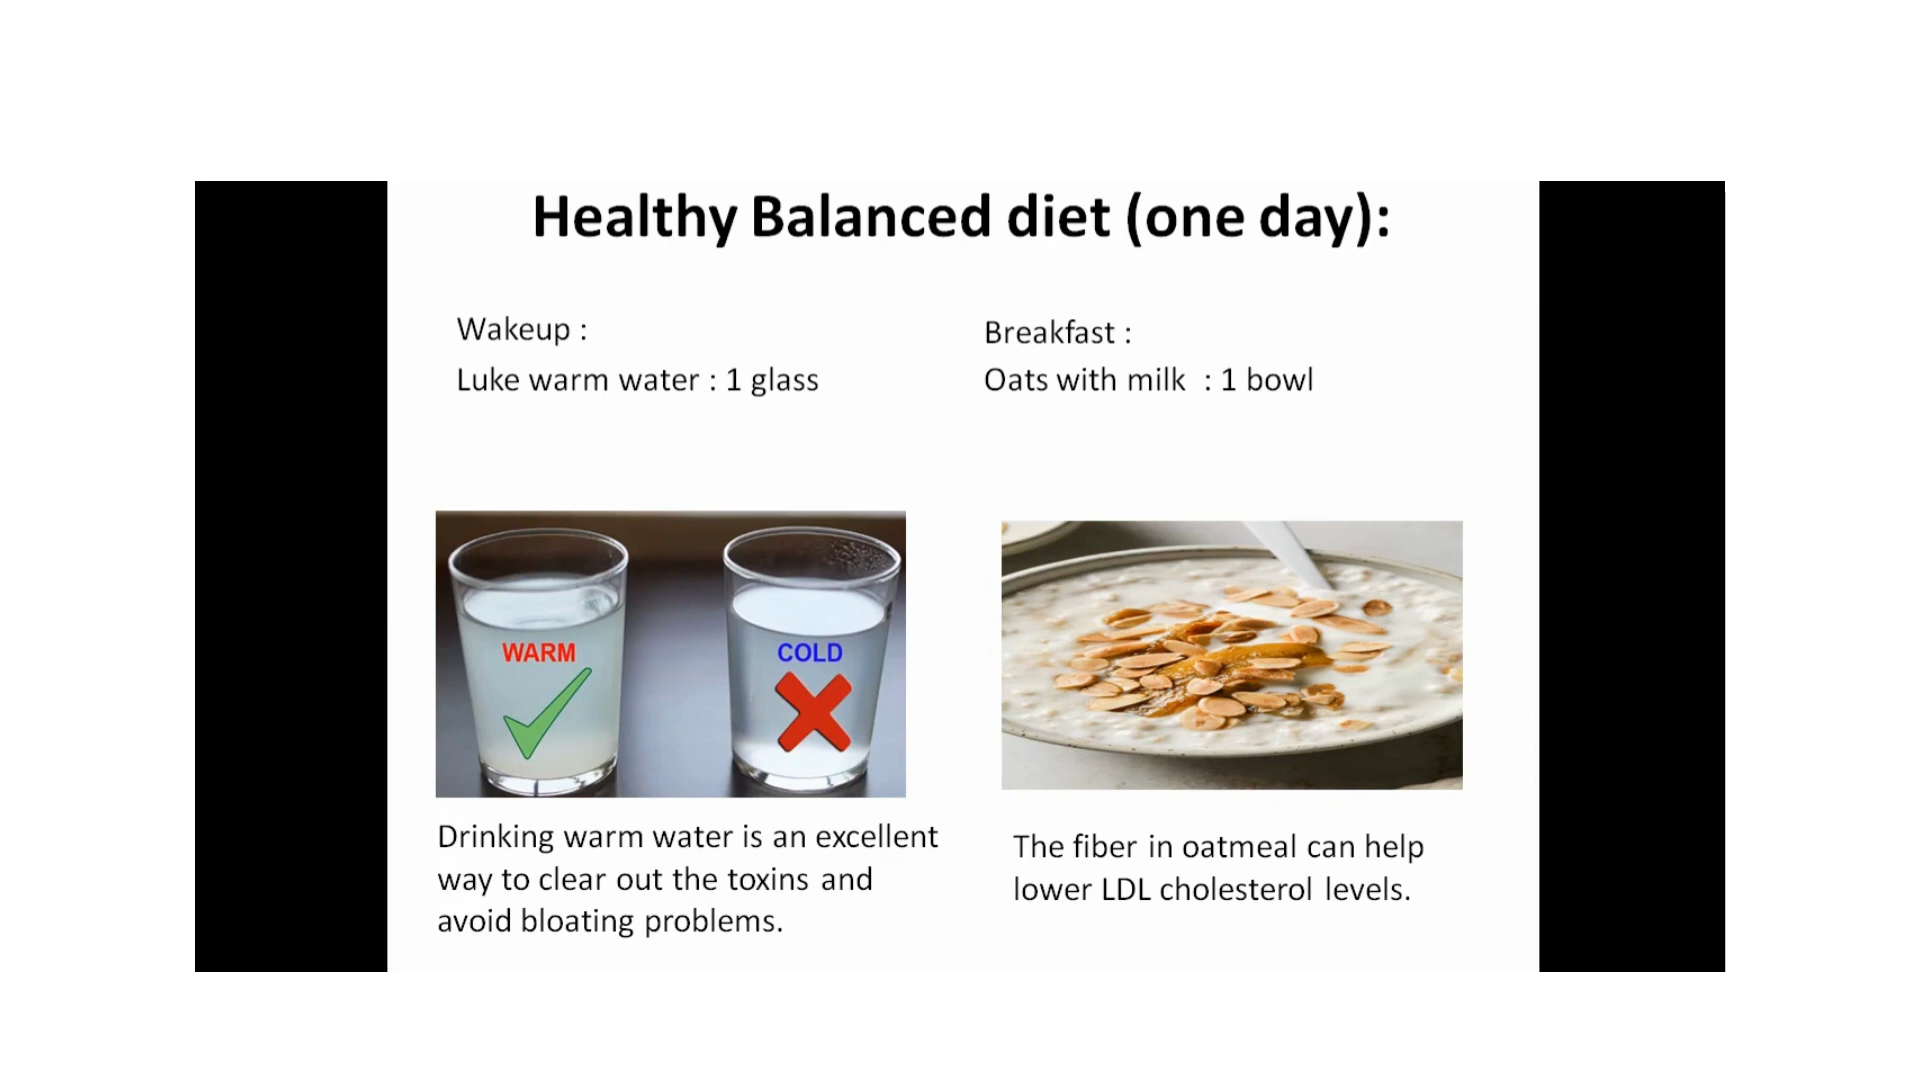 Healthy Balanced diet (one day):
Wakeup :
Luke warm water : 1 glass
Breakfast :
Oats with milk : 1 bowl
WARM
COLD
Drinking warm water is an excellent
way to clear out the toxins and
avoid bloating problems.
The fiber in oatmeal can help
lower LDL cholesterol levels.